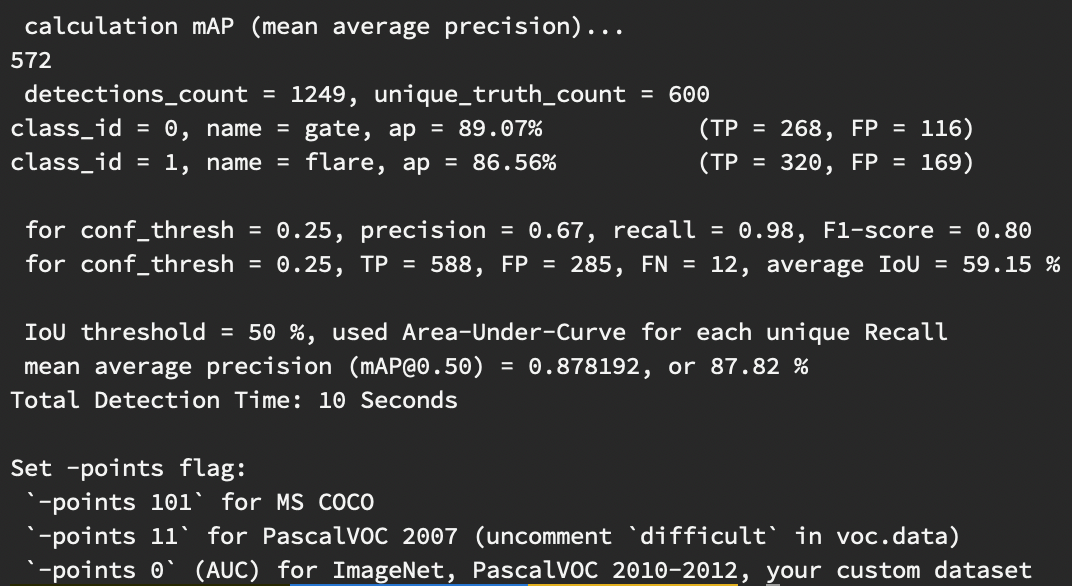 calculation mAP (mean average precision)...
572
detections_count = 1249, unique_truth_count = 600
class_id = 0, name = gate, ap = 89.07% (TP = 268, FP = 116)
class_id = 1, name = flare, ap = 86.56% (TP = 320, FP = 169)
for conf_thresh = 0.25, precision = 0.67, recall = 0.98, F1-score = 0.80
for conf_thresh = 0.25, TP = 588, FP = 285, FN = 12, average IoU = 59.15 %
IoU threshold = 50 %, used Area-Under-Curve for each unique Recall
mean average precision (mAP@0.50) = 0.878192, or 87.82 %
Total Detection Time: 10 Seconds
Set -points flag:
`-points 101` for MS COCO
`-points 11` for PascalVOC 2007 (uncomment `difficult` in voc.data)
`-points 0` (AUC) for ImageNet, PascalVOC 2010-2012, your custom dataset